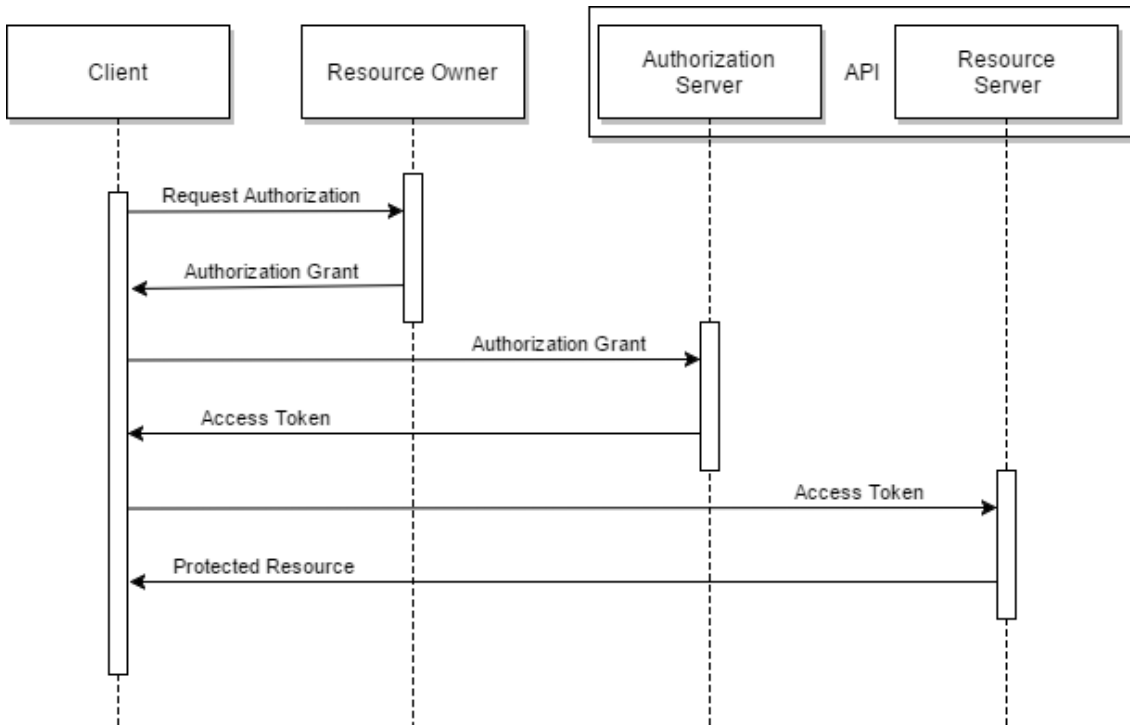 Client
Resource Owner
Authorization
Server
API
Resource
Server
Request Authorization
Authorization Grant
Authorization Grant
Access Token
Access Token
Protected Resource